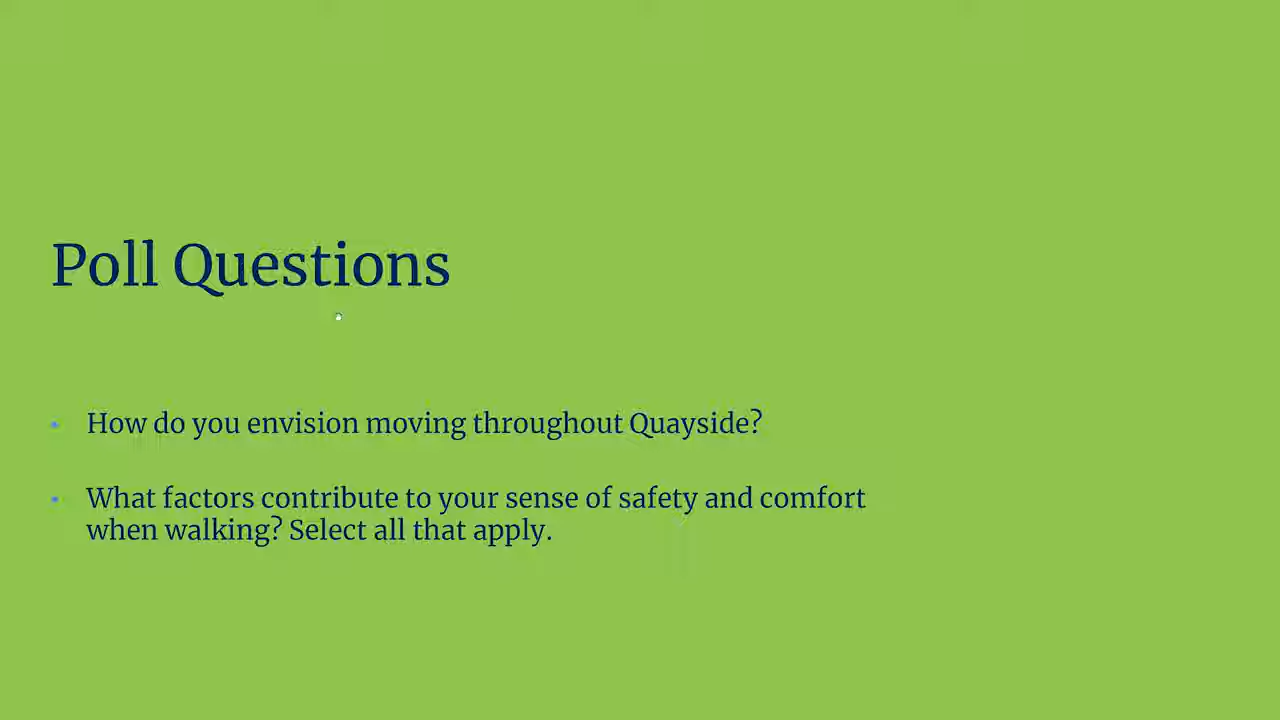 Poll Questions
• How do you envision moving throughout Quayside?
• What factors contribute to your sense of safety and comfort
when walking? Select all that apply.